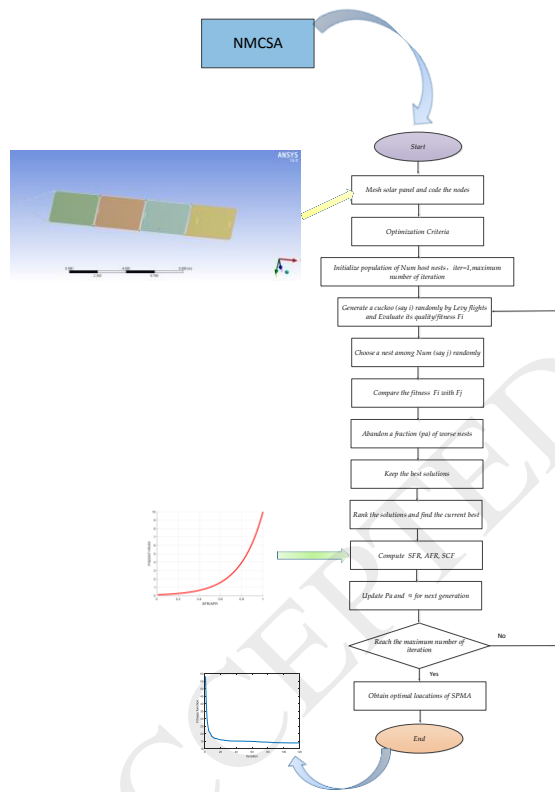 NMCSA
Start
ANSYS
Mesh solar panel and code the nodes
Optimization Criteria
Initialize population of Num host nests，iter=1,maximum
number of iteration
Generate a cuckoo (say i) randomly by Levy flights
and Evaluate its quality/fitness Fi
Choose a nest among Num (say j) randomly
Compare the fitness Fi with Fj
Abandon a fraction (pa) of worse nests
Keep the best solutions
Rank the solutions and find the current best
Compute SFR, AFR, SCF
Update Pa and ∝ for next generation
Reach the maximum number of
iteration
No
Yes
Obtain optimal loacations of SPMA
End
CCEPTED